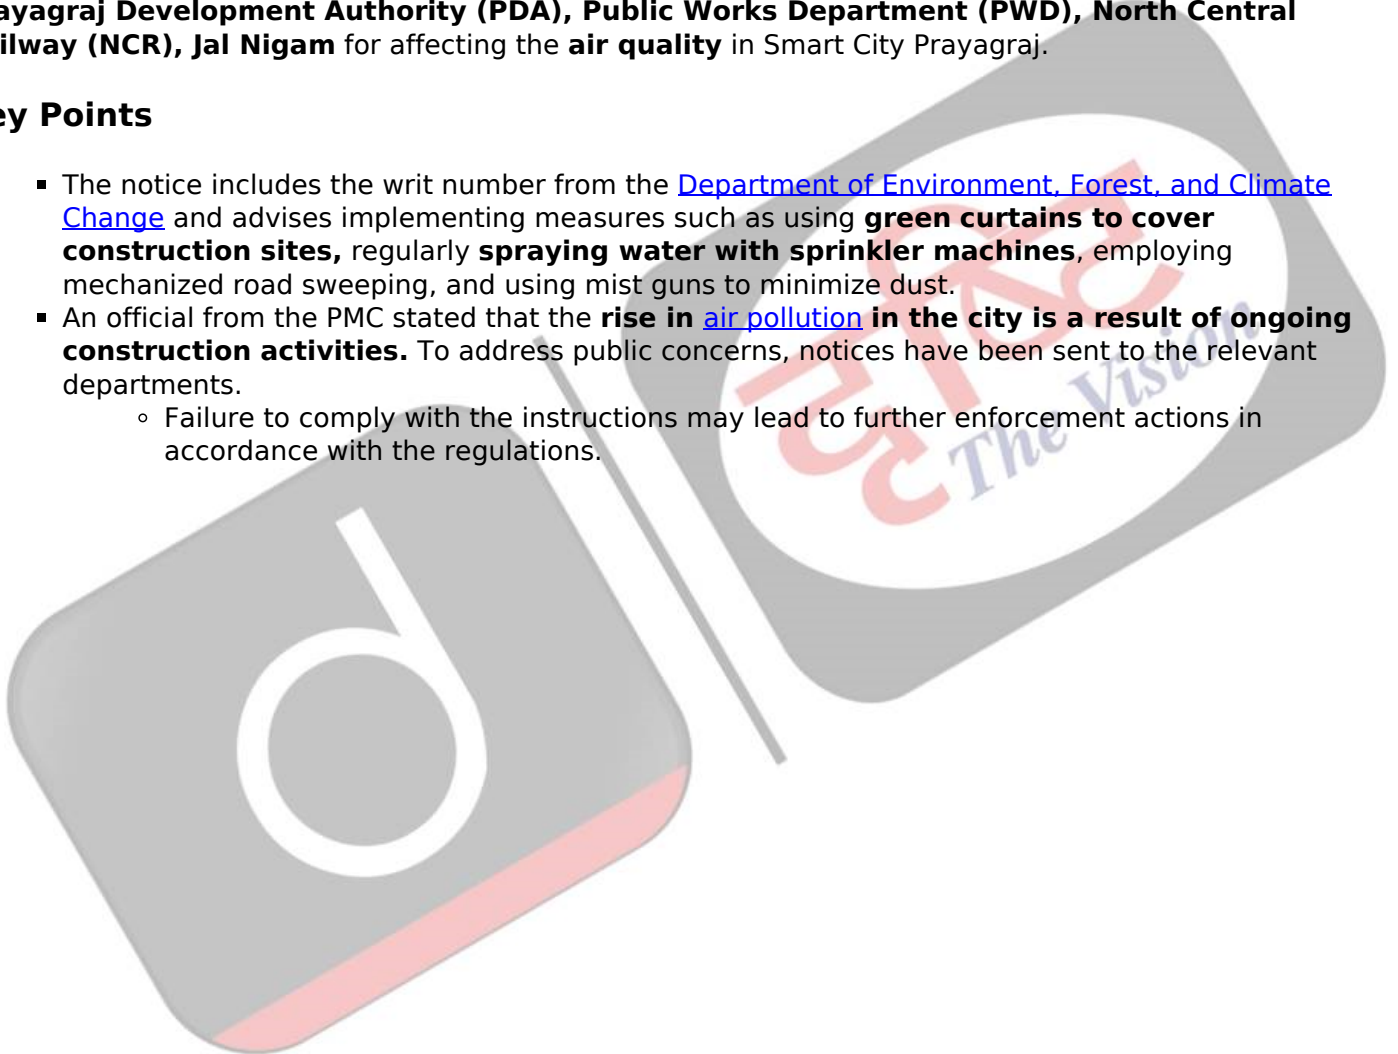 ayagraj Development Authority (PDA), Public Works Department (PWD), North Central
ilway (NCR), Jal Nigam for affecting the air quality in Smart City Prayagraj.
ey Points
▪ The notice includes the writ number from the Department of Environment, Forest, and Climate
Change and advises implementing measures such as using green curtains to cover
construction sites, regularly spraying water with sprinkler machines, employing
mechanized road sweeping, and using mist guns to minimize dust.
▪ An official from the PMC stated that the rise in air pollution in the city is a result of ongoing
construction activities. To address public concerns, notices have been sent to the relevant
departments.
◦ Failure to comply with the instructions may lead to further enforcement actions in
accordance with the regulations.
d
दृष्टि
The Vision